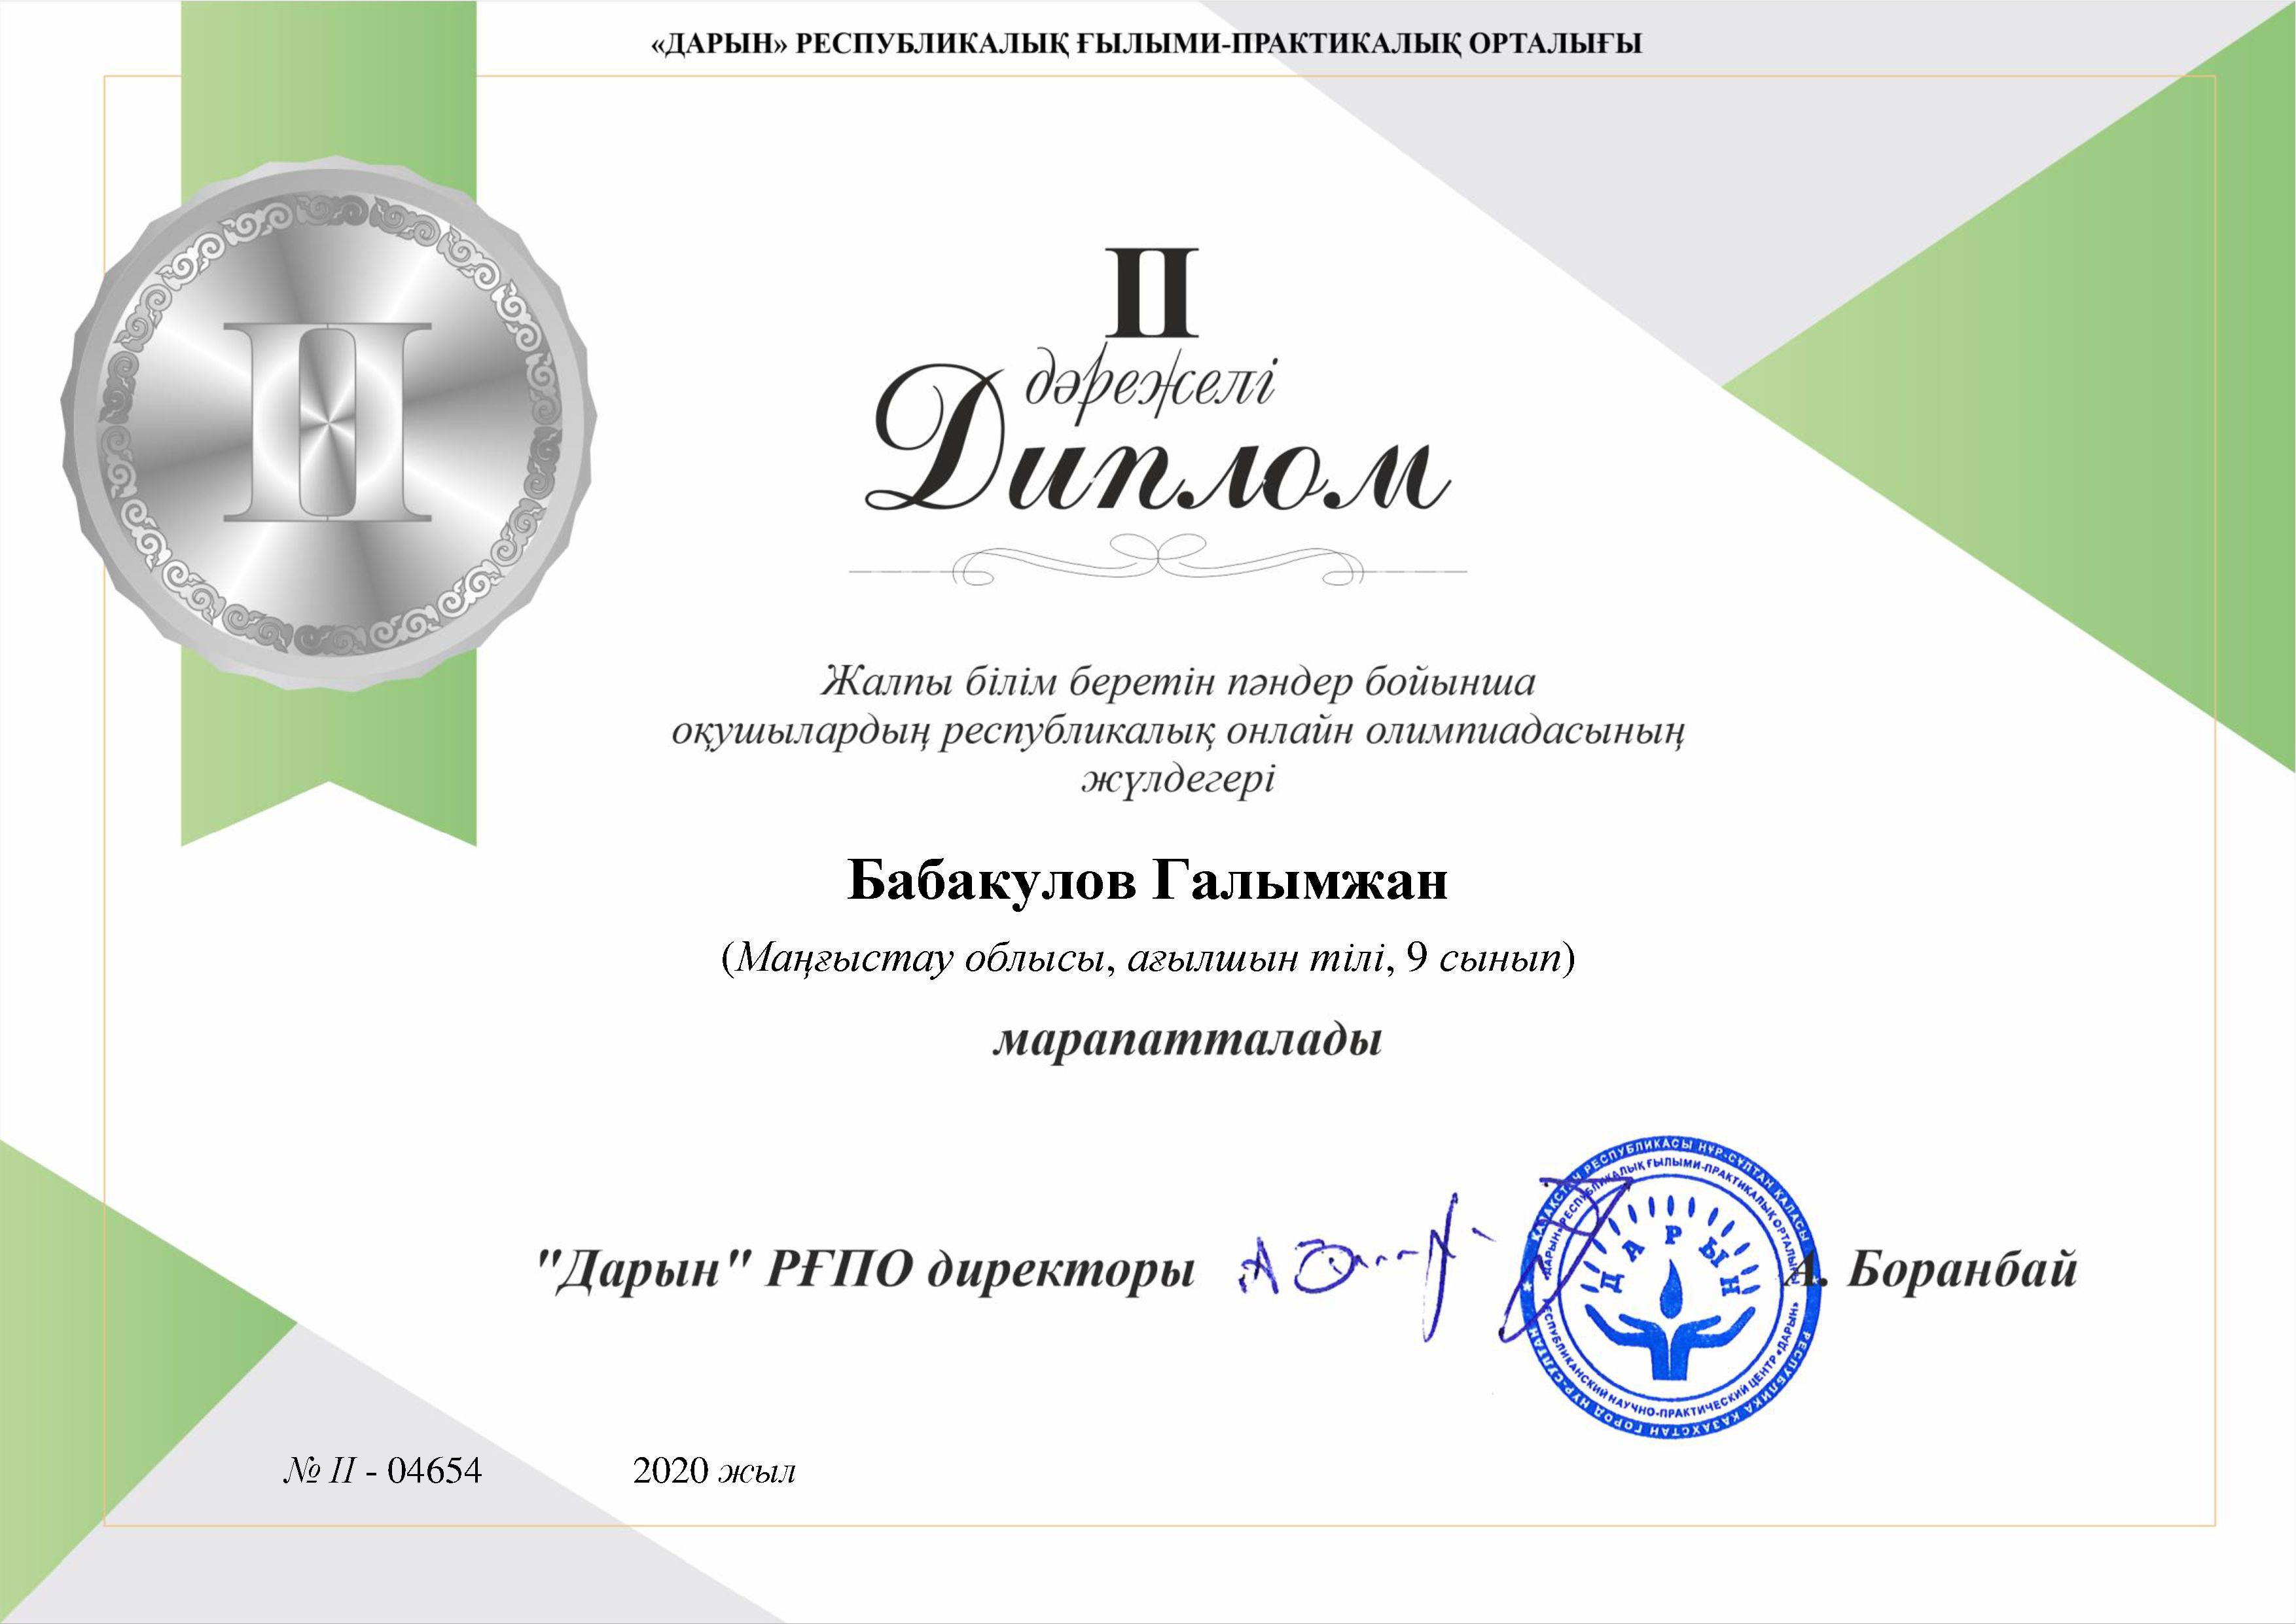 «ДАРЫН» РЕСПУБЛИКАЛЫҚ ҒЫЛЫМИ-ПРАКТИКАЛЫҚ ОРТАЛЫҒЫ
II
II
дәрежелі
Диплом
Жалпы білім беретін пәндер бойынша
оқушылардың республикалық онлайн олимпиадасының
жүлдегері
Бабакулов Галымжан
(Маңғыстау облысы, ағылшын тілі, 9 сынып)
марапатталады
"Дарын" РҒПО директоры
А. Боранбай
ҚАЗАҚСТАН РЕСПУБЛИКАСЫ НҰР-СҰЛТАН ҚАЛАСЫ
«ДАРЫН» РЕСПУБЛИКАЛЫҚ ҒЫЛЫМИ-ПРАКТИКАЛЫҚ ОРТАЛЫҒЫ
ДАРЫН
РЕСПУБЛИКАНСКИЙ НАУЧНО-ПРАКТИЧЕСКИЙ ЦЕНТР «ДАРЫН»
РЕСПУБЛИКА КАЗАХСТАН ГОРОД НУР-СУЛТАН
№ II - 04654 2020 жыл